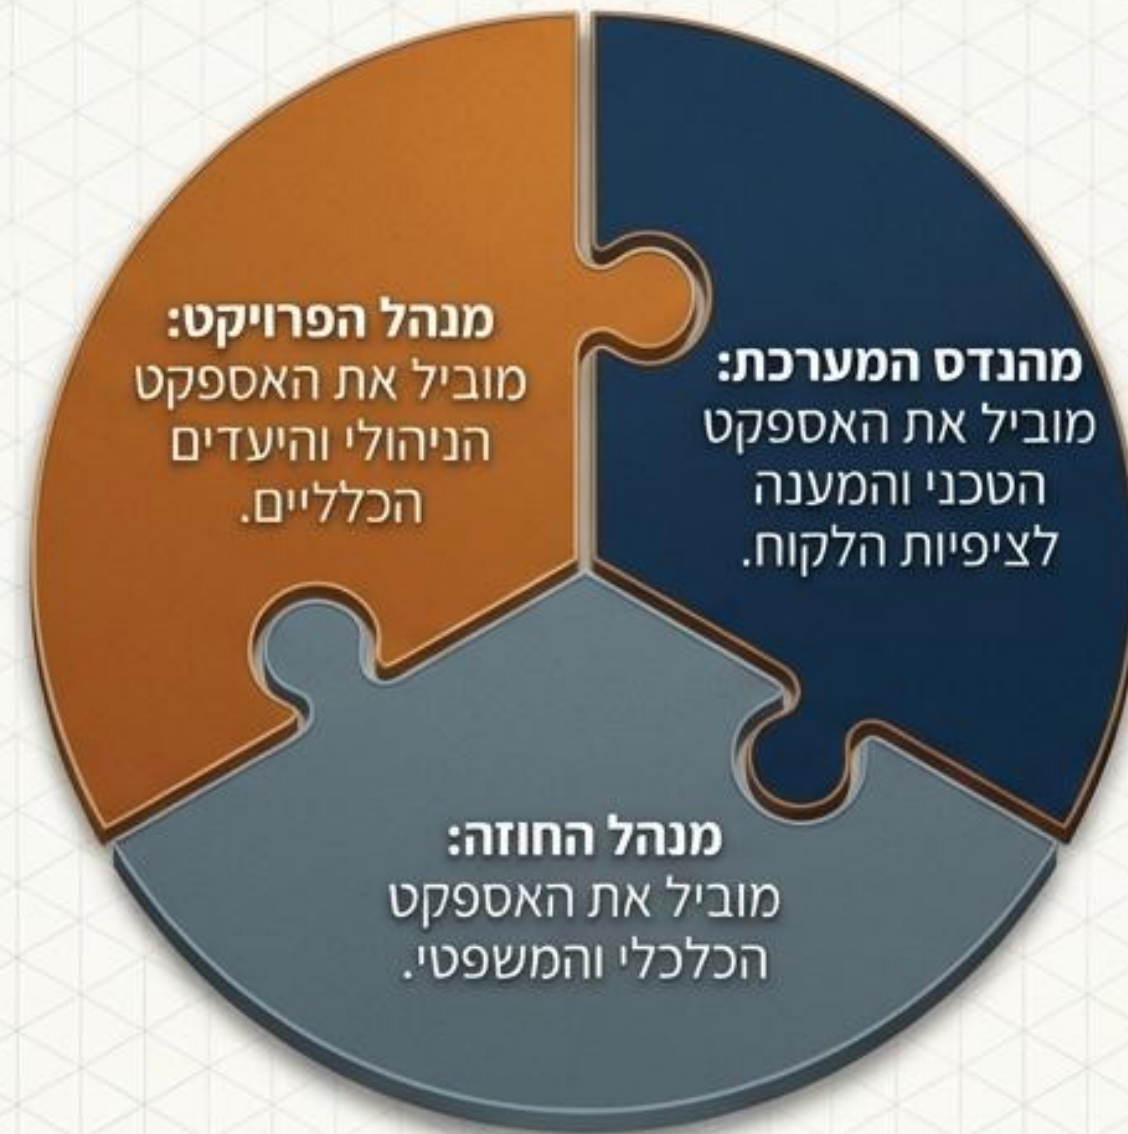 מנהל הפרויקט:
מוביל את האספקט
הניהולי והיעדים
הכלליים.
מהנדס המערכת:
מוביל את האספקט
הטכני והמענה
לציפיות הלקוח.
מנהל החוזה:
מוביל את האספקט
הכלכלי והמשפטי.